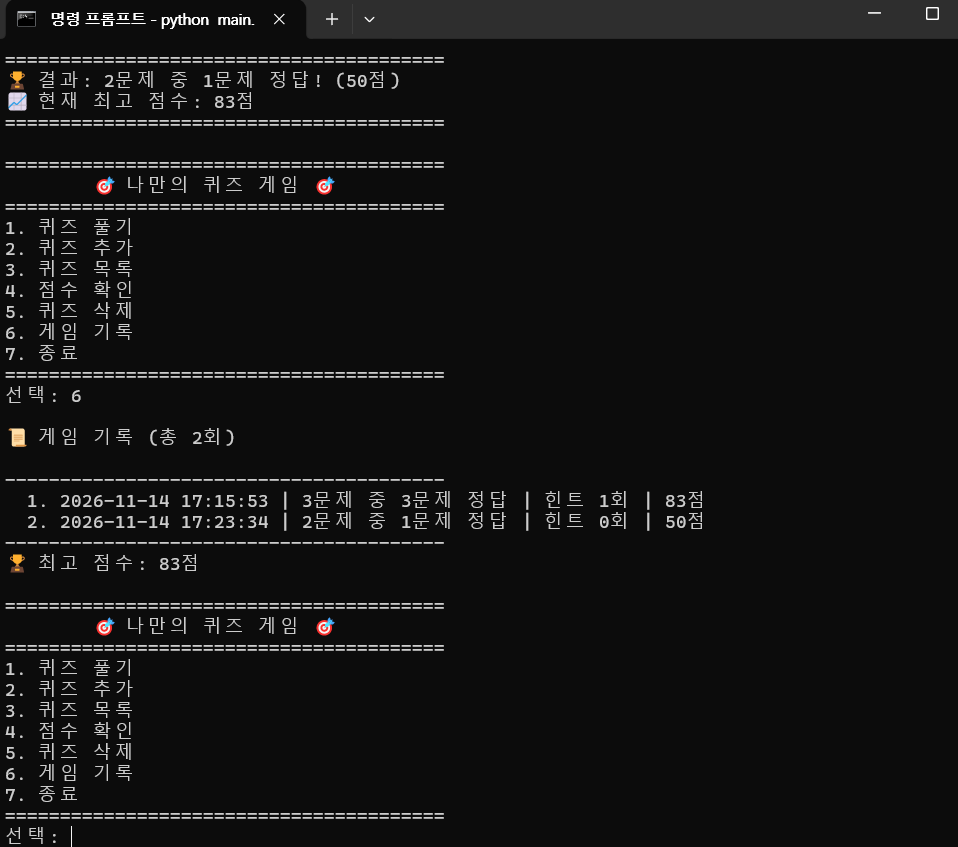 명령 프롬프트 - python main.
========================================
🏆 결과: 2문제 중 1문제 정답! (50점)
📈 현재 최고 점수: 83점
========================================
========================================
🎯 나만의 퀴즈 게임 🎯
========================================
1. 퀴즈 풀기
2. 퀴즈 추가
3. 퀴즈 목록
4. 점수 확인
5. 퀴즈 삭제
6. 게임 기록
7. 종료
========================================
선택: 6
📜 게임 기록 (총 2회)
----------------------------------------
1. 2026-11-14 17:15:53 | 3문제 중 3문제 정답 | 힌트 1회 | 83점
2. 2026-11-14 17:23:34 | 2문제 중 1문제 정답 | 힌트 0회 | 50점
----------------------------------------
🏆 최고 점수: 83점
========================================
🎯 나만의 퀴즈 게임 🎯
========================================
1. 퀴즈 풀기
2. 퀴즈 추가
3. 퀴즈 목록
4. 점수 확인
5. 퀴즈 삭제
6. 게임 기록
7. 종료
========================================
선택: